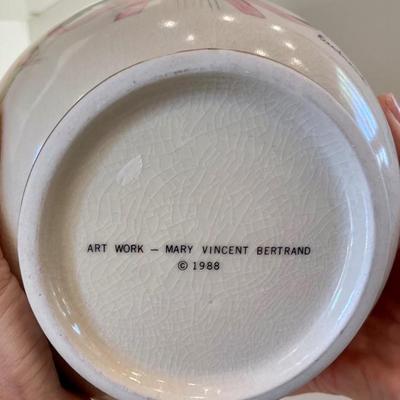 ART WORK — MARY VINCENT BERTRAND
© 1988